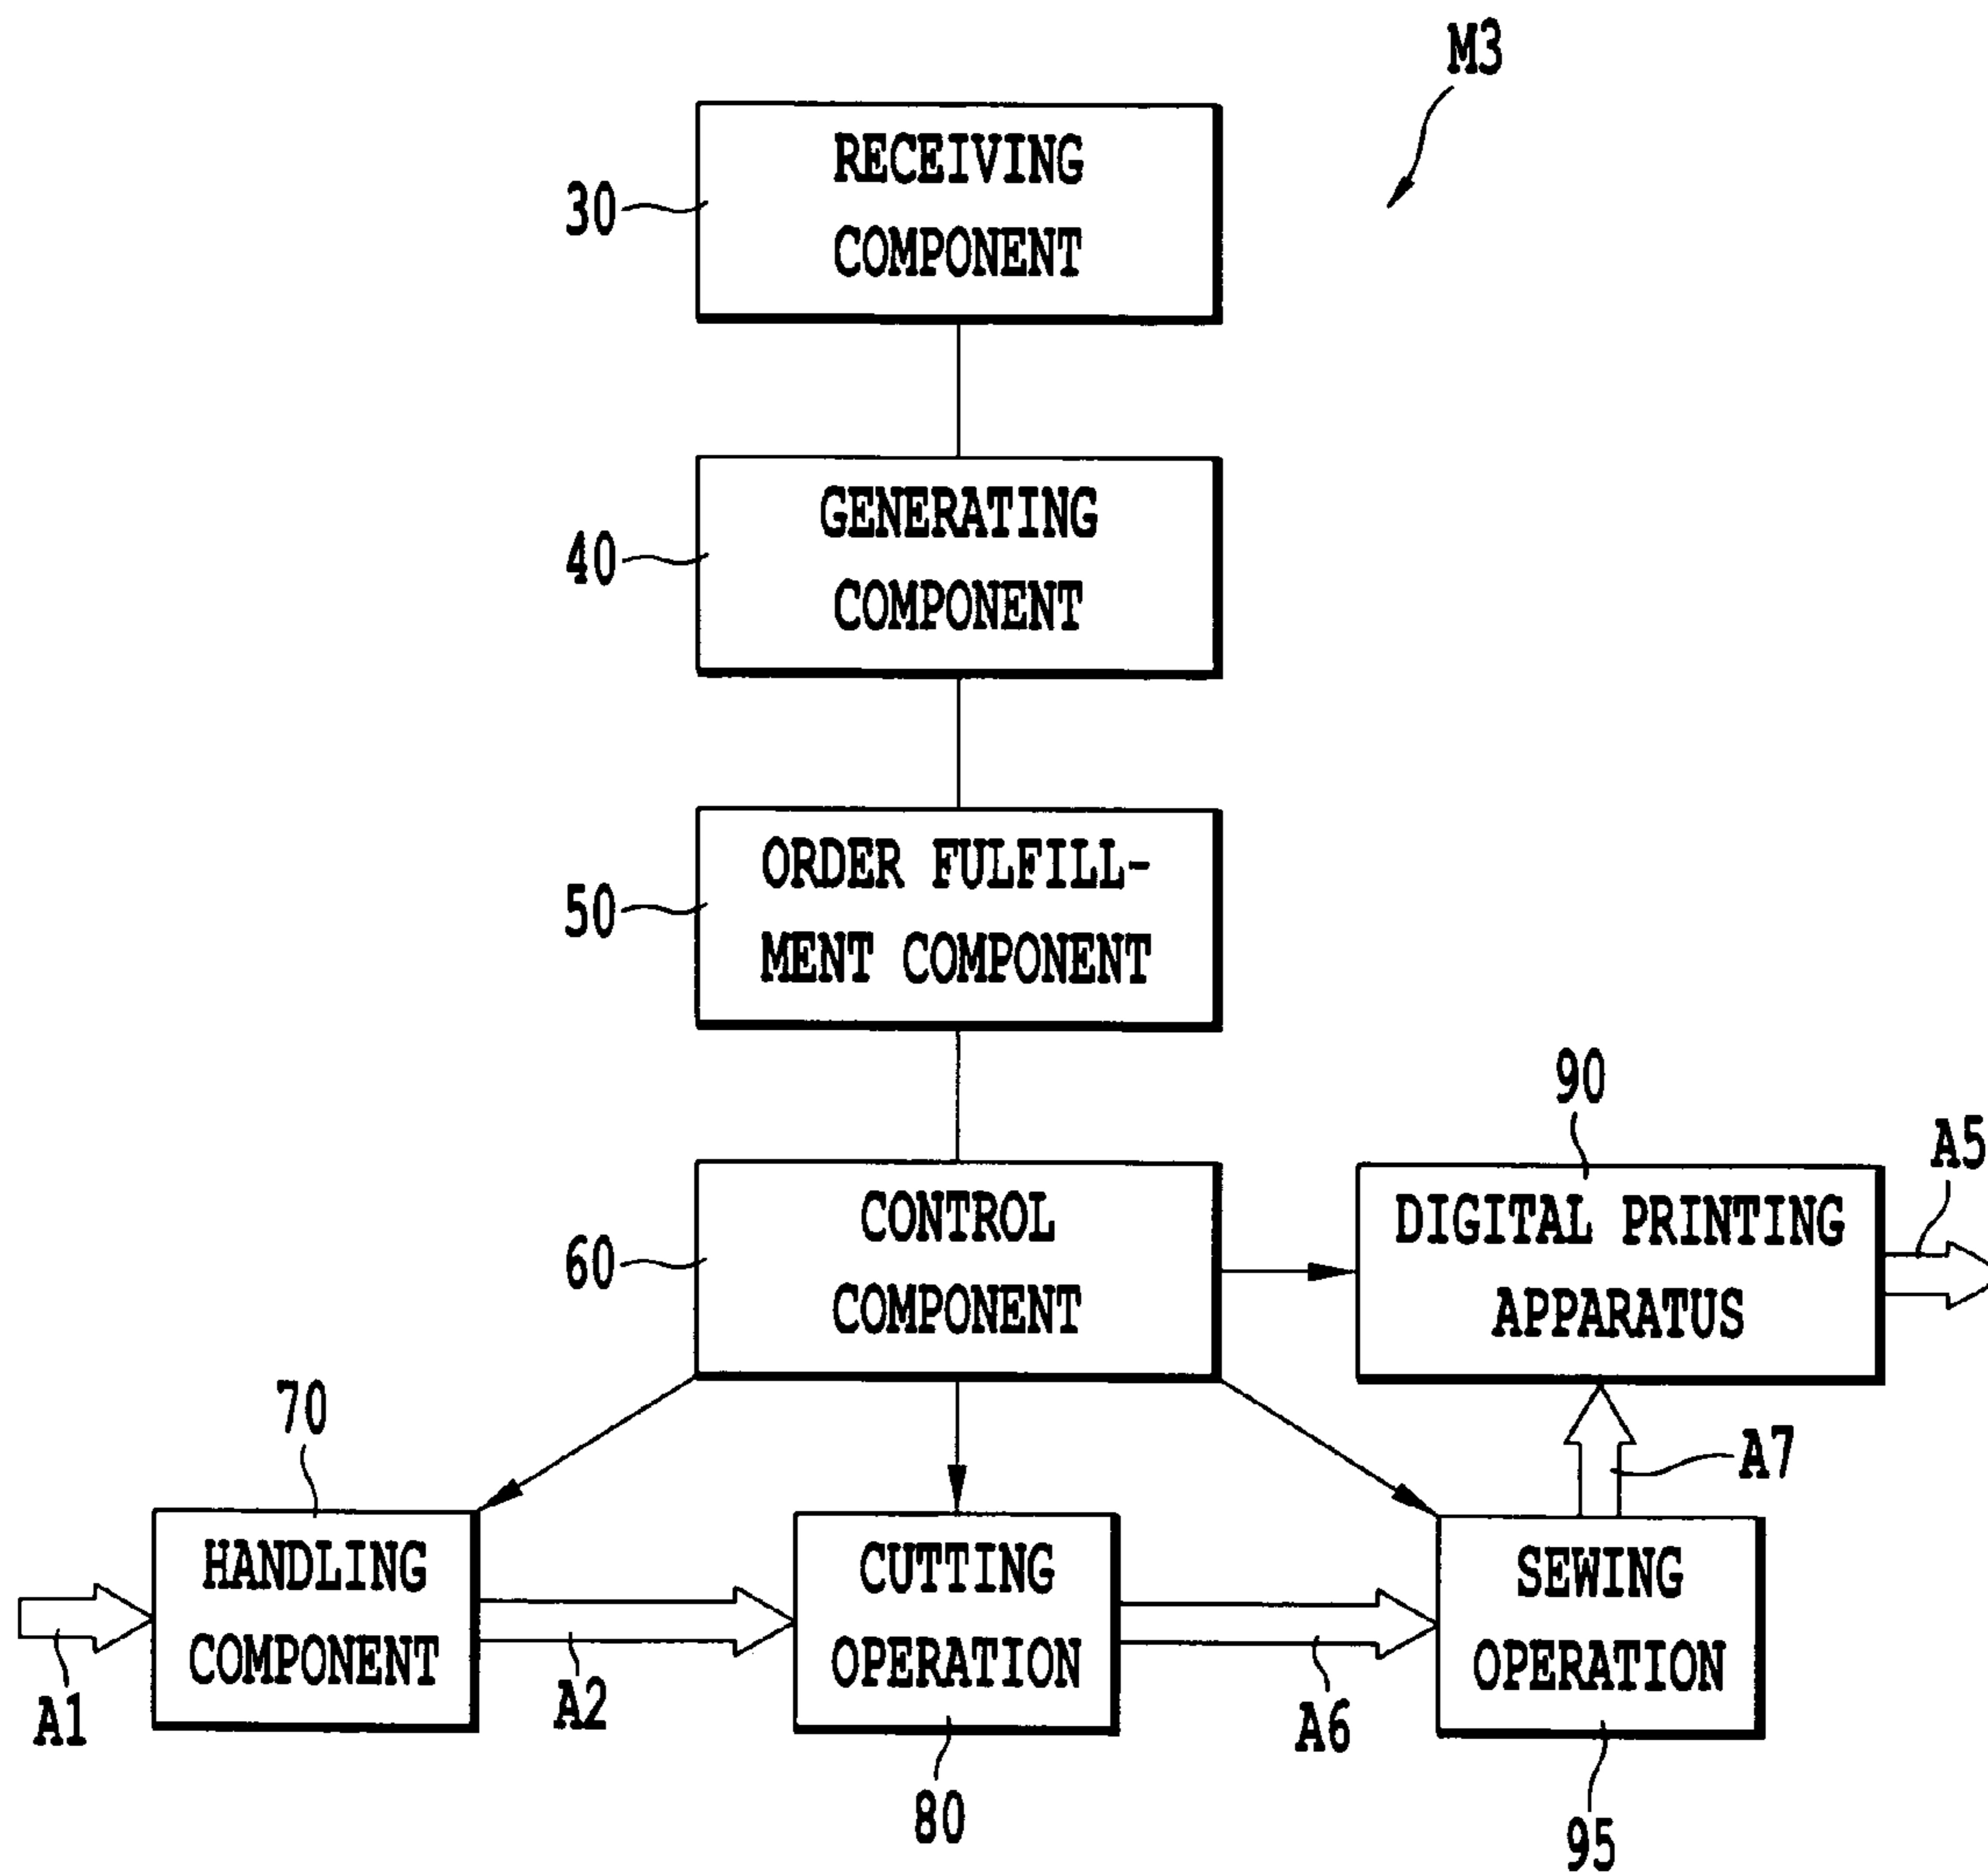 M3
RECEIVING
COMPONENT
30
GENERATING
COMPONENT
40
ORDER FULFILL-
MENT COMPONENT
50
CONTROL
COMPONENT
60
90
DIGITAL PRINTING
APPARATUS
A5
A7
70
HANDLING
COMPONENT
A1
A2
CUTTING
OPERATION
80
A6
SEWING
OPERATION
95